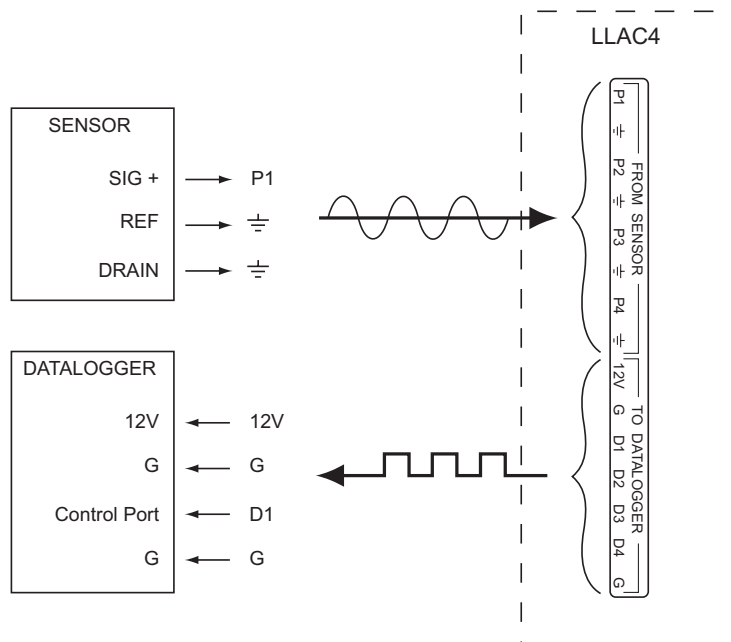 LLAC4
SENSOR
SIG + P1
REF
DRAIN
DATALOGGER
12V 12V
G G
Control Port D1
G G
P1
P2
P3
P4
FROM SENSOR
12V
G
D1
D2
D3
D4
G
TO DATALOGGER